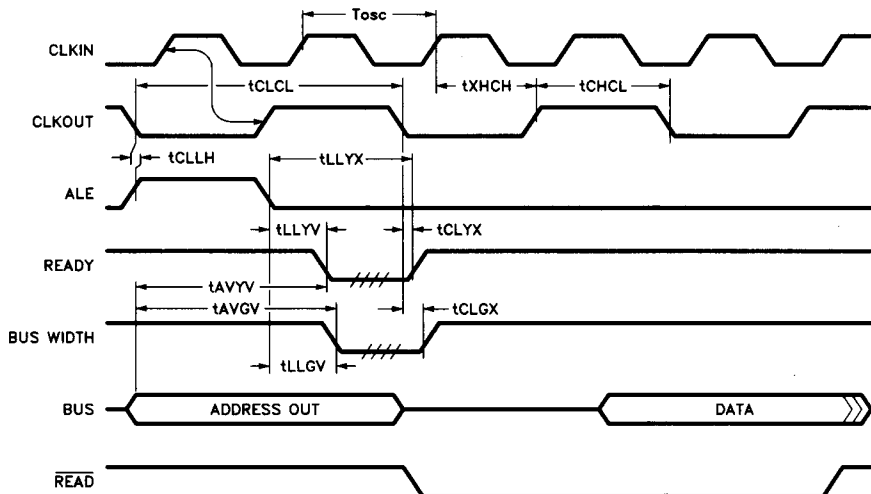 Tosc
CLKIN
tCLCL
tXHCH
tCHCL
CLKOUT
tCLLH
tLLYX
ALE
tLLYV
tCLYX
READY
tAVYV
tAVGV
tCLGX
BUS WIDTH
tLLGV
BUS
ADDRESS OUT
DATA
READ